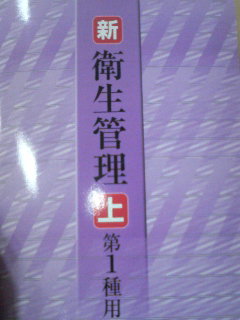 新 衛生管理 上 第1種用